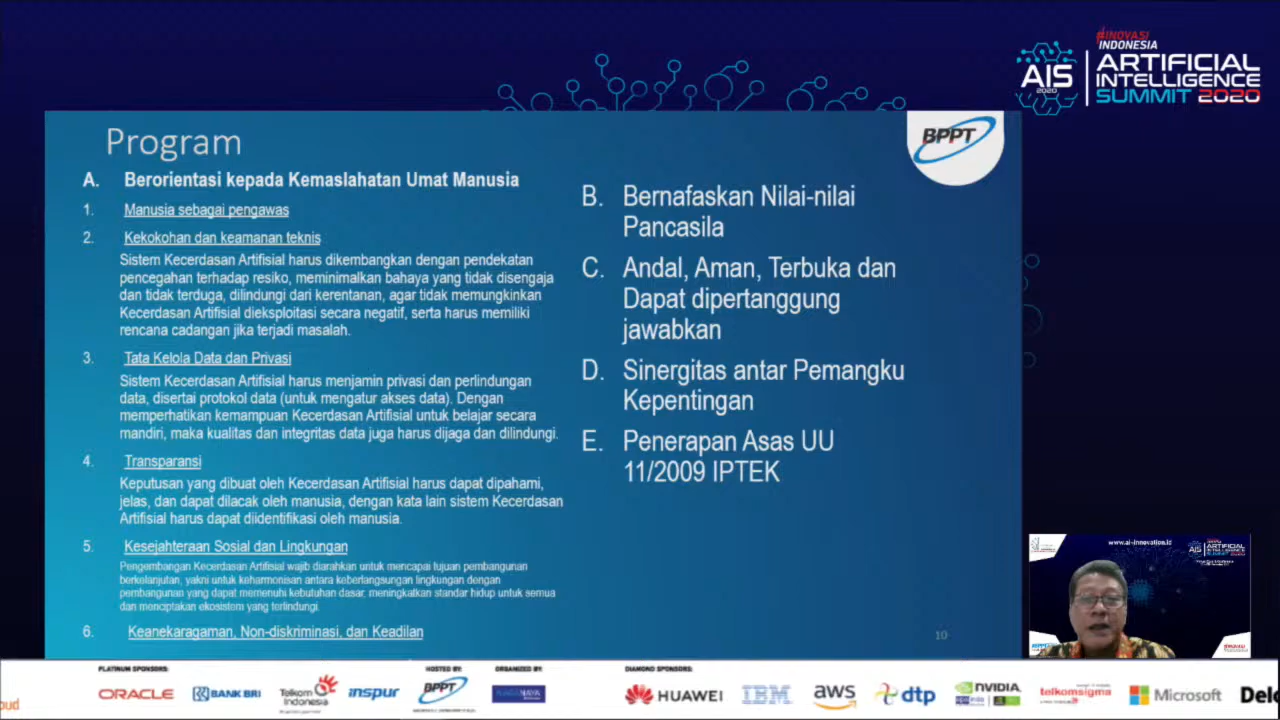 #INOVASI
INDONESIA
AIS
2020
ARTIFICIAL
INTELLIGENCE
SUMMIT 2020
Program
BPPT
A. Berorientasi kepada Kemaslahatan Umat Manusia
1. Manusia sebagai pengawas
2. Kekokohan dan keamanan teknis
Sistem Kecerdasan Artifisial harus dikembangkan dengan pendekatan
pencegahan terhadap resiko, meminimalkan bahaya yang tidak disengaja
dan tidak terduga, dilindungi dari kerentanan, agar tidak memungkinkan
Kecerdasan Artifisial dieksploitasi secara negatif, serta harus memiliki
rencana cadangan jika terjadi masalah.
3. Tata Kelola Data dan Privasi
Sistem Kecerdasan Artifisial harus menjamin privasi dan perlindungan
data, disertai protokol data (untuk mengatur akses data). Dengan
memperhatikan kemampuan Kecerdasan Artifisial untuk belajar secara
mandiri, maka kualitas dan integritas data juga harus dijaga dan dilindungi.
4. Transparansi
Keputusan yang dibuat oleh Kecerdasan Artifisial harus dapat dipahami,
jelas, dan dapat dilacak oleh manusia, dengan kata lain sistem Kecerdasan
Artifisial harus dapat diidentifikasi oleh manusia.
5. Kesejahteraan Sosial dan Lingkungan
Pengembangan Kecerdasan Artifisial wajib diarahkan untuk mencapai tujuan pembangunan
berkelanjutan, yakni untuk keharmonisan antara keberlangsungan lingkungan dengan
pembangunan yang dapat memenuhi kebutuhan dasar, meningkatkan standar hidup untuk semua
dan menciptakan ekosistem yang terlindungi.
6. Keanekaragaman, Non-diskriminasi, dan Keadilan
B. Bernafaskan Nilai-nilai
Pancasila
C. Andal, Aman, Terbuka dan
Dapat dipertanggung
jawabkan
D. Sinergitas antar Pemangku
Kepentingan
E. Penerapan Asas UU
11/2009 IPTEK
10
www.ai-innovation.id
AIS
ARTIFICIAL
INTELLIGENCE
SUMMIT 2020
BPPT
PLATINUM SPONSORS:
HOSTED BY:
ORGANIZED BY:
DIAMOND SPONSORS:
oud
ORACLE
BANK BRI
Telkom
Indonesia
inspur
BPPT
HUAWEI
IBM
aws
dtp
NVIDIA.
telkomsigma
Microsoft
Delo